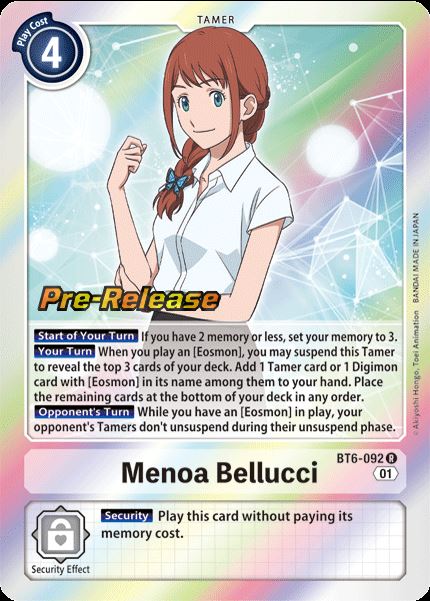 TAMER
Play Cost
4
Pre-Release
Start of Your Turn If you have 2 memory or less, set your memory to 3.
Your Turn When you play an [Eosmon], you may suspend this Tamer
to reveal the top 3 cards of your deck. Add 1 Tamer card or 1 Digimon
card with [Eosmon] in its name among them to your hand. Place
the remaining cards at the bottom of your deck in any order.
Opponent's Turn While you have an [Eosmon] in play, your
opponent's Tamers don't unsuspend during their unsuspend phase.
©Akiyoshi Hongo, Toei Animation BANDAI MADE IN JAPAN
Menoa Bellucci
BT6-092 R
01
Security Effect
Security Play this card without paying its
memory cost.